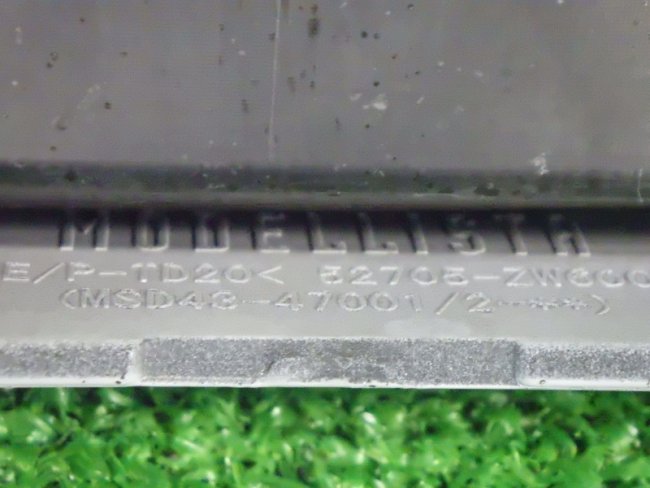 MODELLISTA
E/P-TD20< 52705-ZW600
(MSD43-47001/2-***)